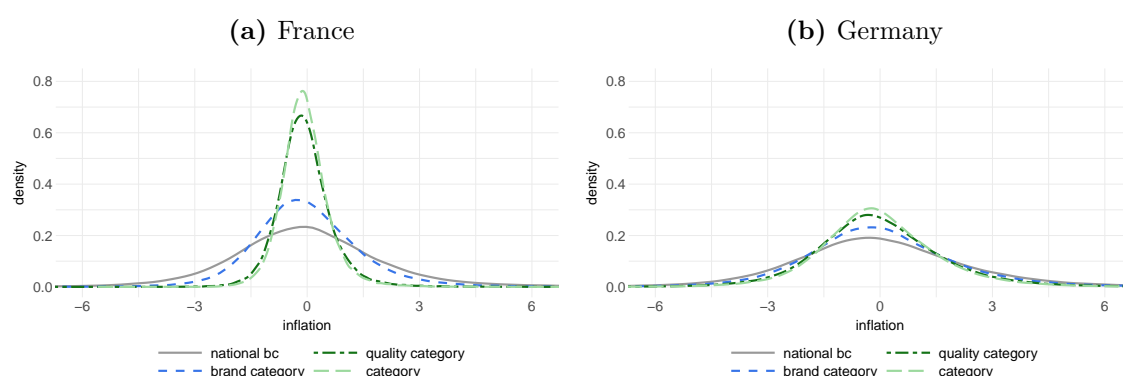 (a) France
(b) Germany
0.8
0.6
0.4
0.2
0.0
density
−6
−3
0
3
6
inflation
national bc
quality category
brand category
category
0.8
0.6
0.4
0.2
0.0
density
−6
−3
0
3
6
inflation
national bc
quality category
brand category
category